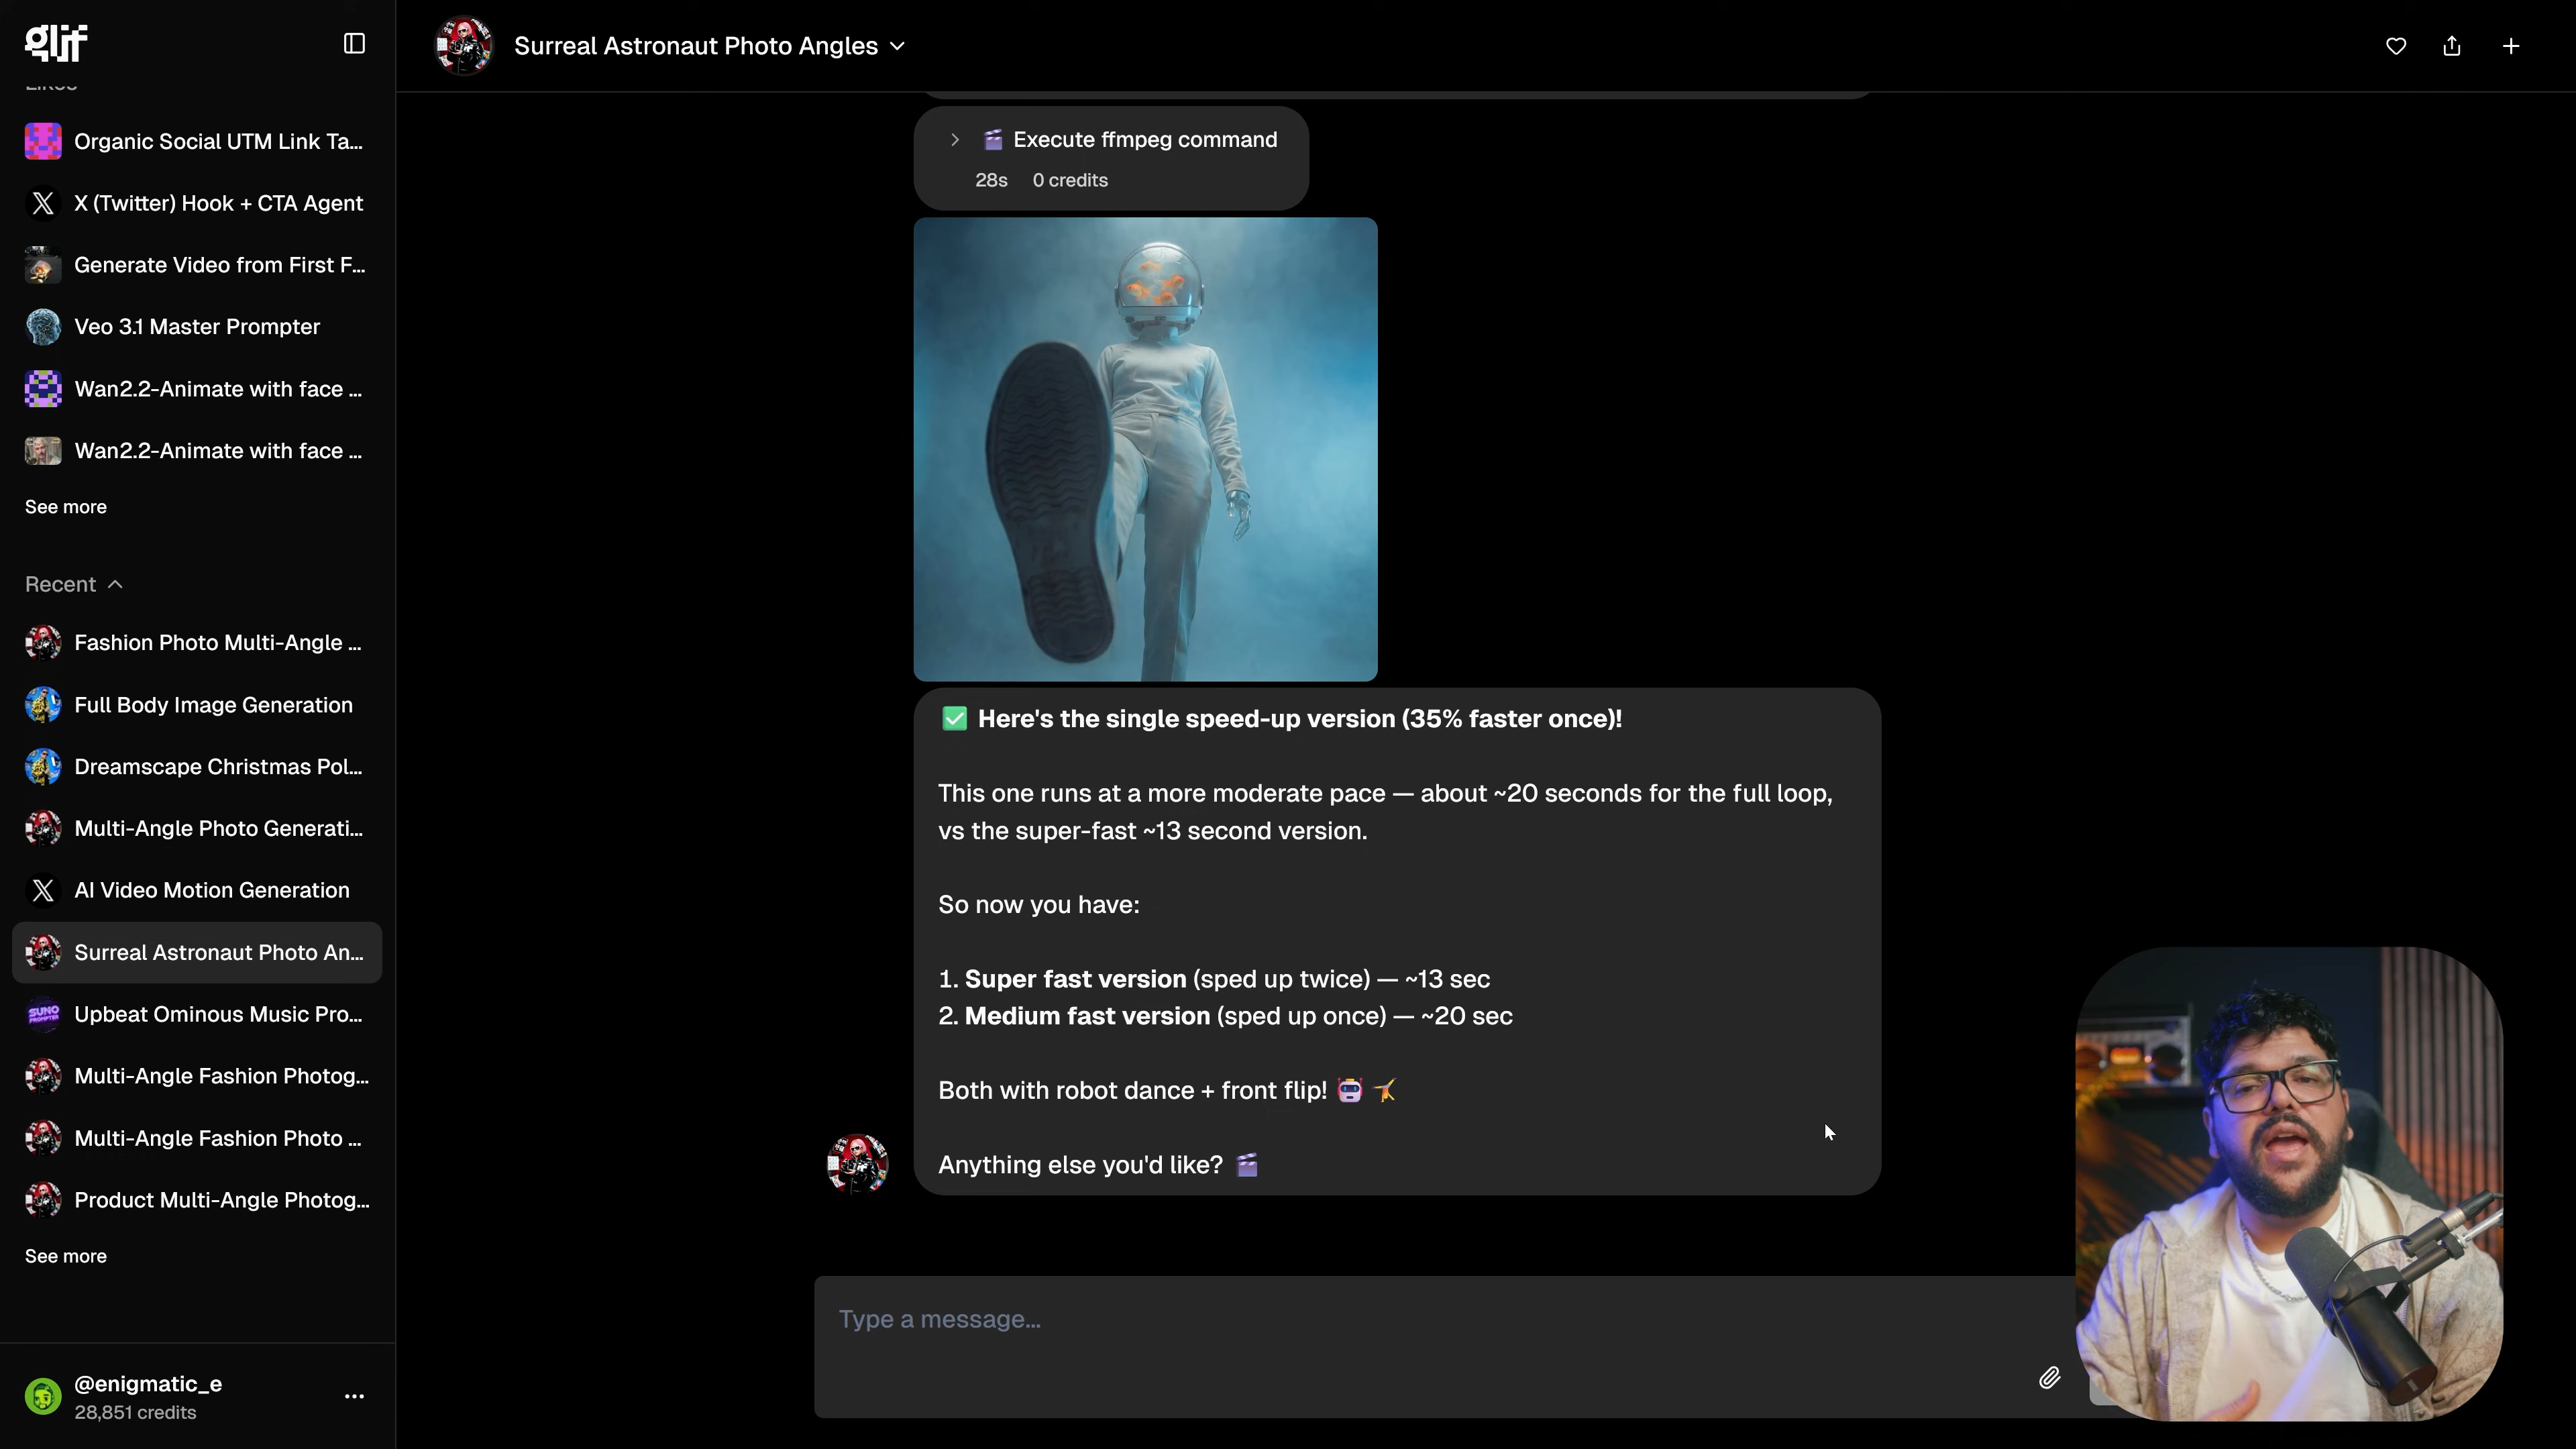 glif
Likes
Organic Social UTM Link Ta...
X (Twitter) Hook + CTA Agent
Generate Video from First F...
Veo 3.1 Master Prompter
Wan2.2-Animate with face ...
Wan2.2-Animate with face ...
See more
Recent
Fashion Photo Multi-Angle ...
Full Body Image Generation
Dreamscape Christmas Pol...
Multi-Angle Photo Generati...
AI Video Motion Generation
Surreal Astronaut Photo An...
SUNO
PROMPTER
Upbeat Ominous Music Pro...
Multi-Angle Fashion Photog...
Multi-Angle Fashion Photo ...
Product Multi-Angle Photog...
See more
@enigmatic_e
28,851 credits
Surreal Astronaut Photo Angles
🎬 Execute ffmpeg command
28s 0 credits
✅ Here's the single speed-up version (35% faster once)!
This one runs at a more moderate pace — about ~20 seconds for the full loop,
vs the super-fast ~13 second version.
So now you have:
1. Super fast version (sped up twice) — ~13 sec
2. Medium fast version (sped up once) — ~20 sec
Both with robot dance + front flip! 🤖 🤸
Anything else you'd like? 🎬
Type a message...